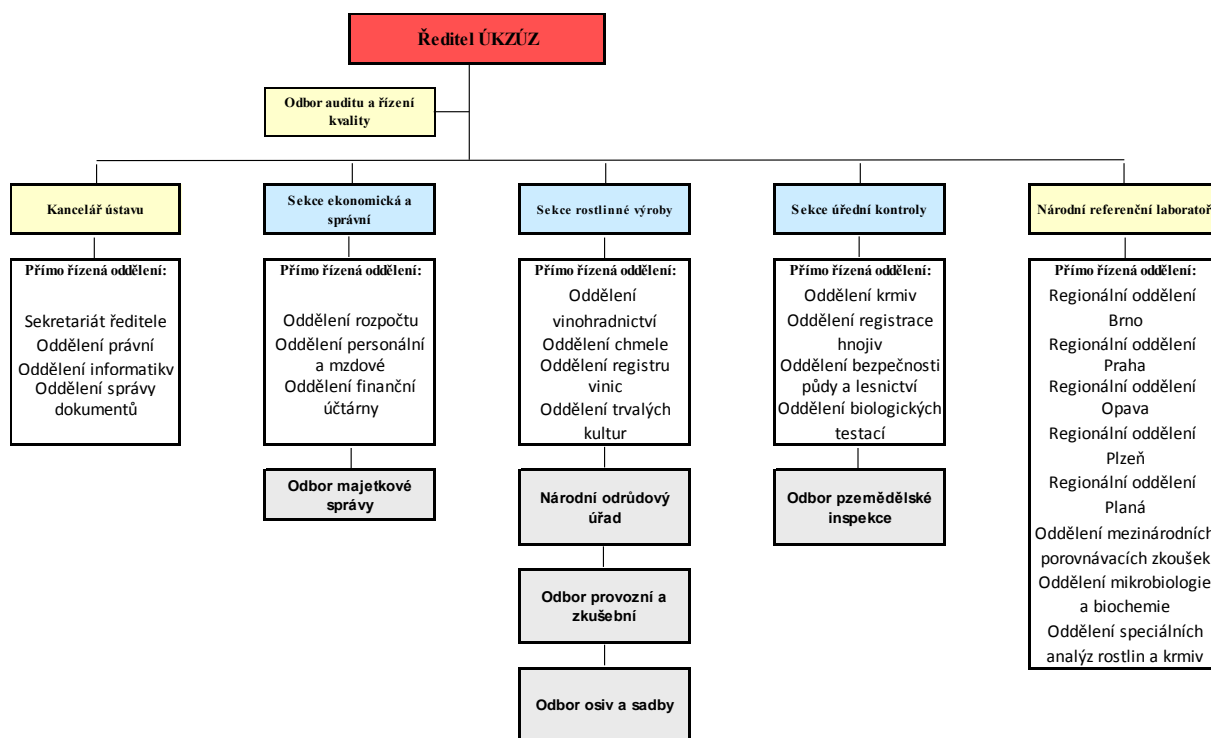 Ředitel ÚKZÚZ
Odbor auditu a řízení
kvality
Kancelář ústavu
Sekce ekonomická a
správní
Sekce rostlinné výroby
Sekce úřední kontroly
Národní referenční laboratoř
Přímo řízená oddělení:
Sekretariát ředitele
Oddělení právní
Oddělení informatiky
Oddělení správy
dokumentů
Přímo řízená oddělení:
Oddělení rozpočtu
Oddělení personální
a mzdové
Oddělení finanční
účtárny
Odbor majetkové
správy
Přímo řízená oddělení:
Oddělení
vinohradnictví
Oddělení chmele
Oddělení registru
vinic
Oddělení trvalých
kultur
Národní odrůdový
úřad
Odbor provozní a
zkušební
Odbor osiv a sadby
Přímo řízená oddělení:
Oddělení krmiv
Oddělení registrace
hnojiv
Oddělení bezpečnosti
půdy a lesnictví
Oddělení biologických
testací
Odbor pzemědělské
inspekce
Přímo řízená oddělení:
Regionální oddělení
Brno
Regionální oddělení
Praha
Regionální oddělení
Opava
Regionální oddělení
Plzeň
Regionální oddělení
Planá
Oddělení mezinárodních
porovnávacích zkoušek
Oddělení mikrobiologie
a biochemie
Oddělení speciálních
analýz rostlin a krmiv